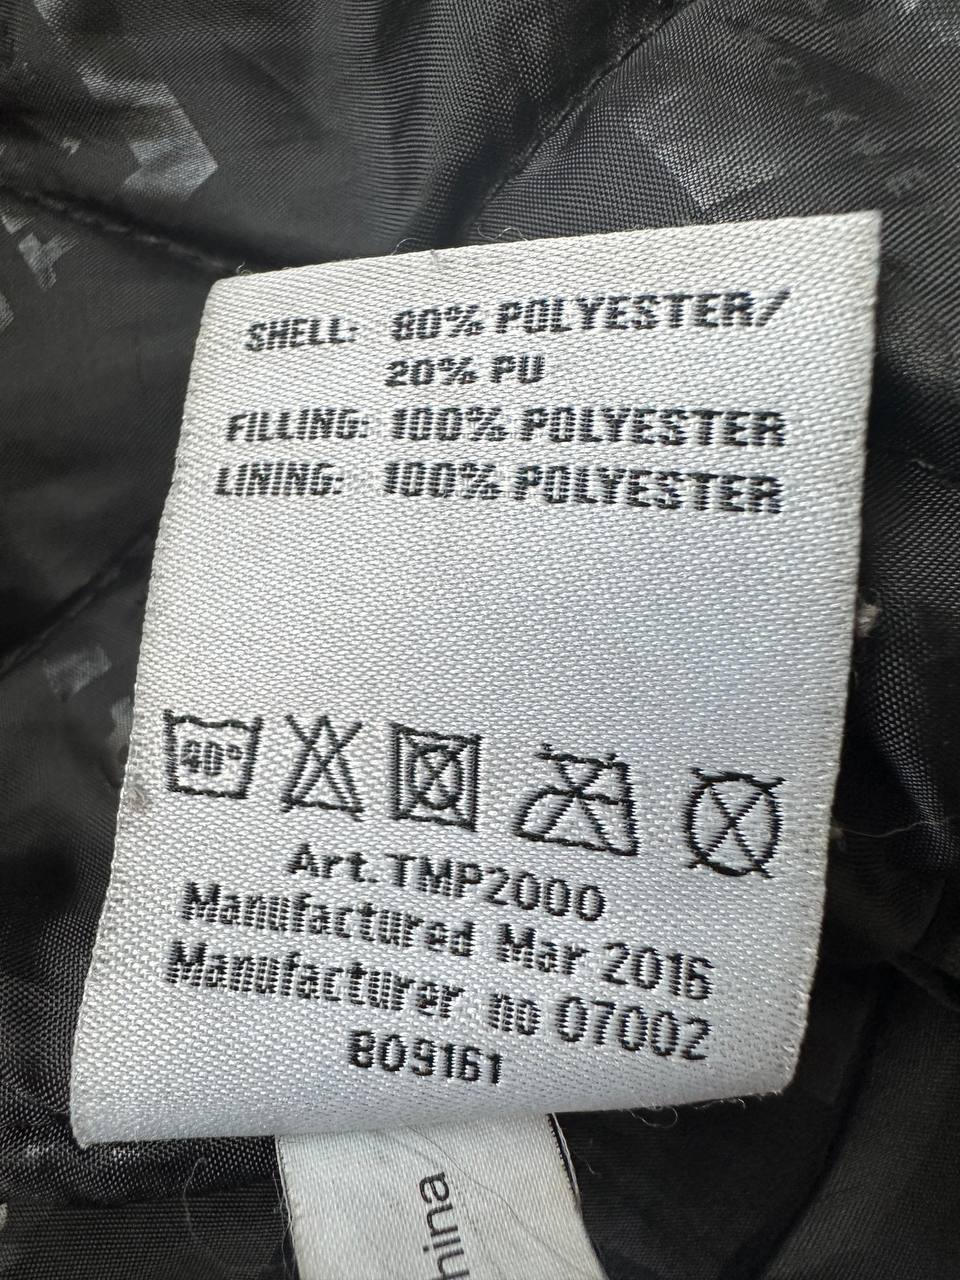 SHELL: 80% POLYESTER/
20% PU
FILLING: 100% POLYESTER
LINING: 100% POLYESTER
40°
Art.TMP2000
Manufactured Mar 2016
Manufacturer no 07002
809161
hina